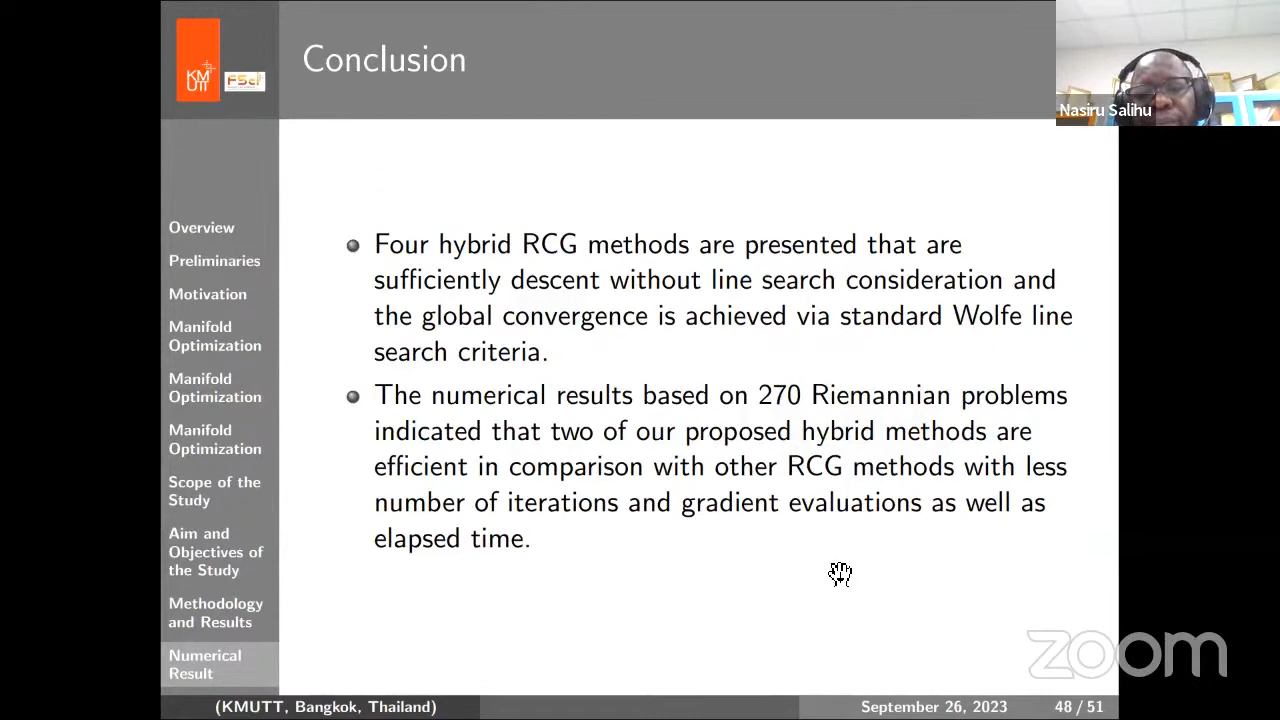 KM
UTT
FSci
Conclusion
Nasiru Salihu
Overview
Preliminaries
Motivation
Manifold
Optimization
Manifold
Optimization
Manifold
Optimization
Scope of the
Study
Aim and
Objectives of
the Study
Methodology
and Results
Numerical
Result
Four hybrid RCG methods are presented that are
sufficiently descent without line search consideration and
the global convergence is achieved via standard Wolfe line
search criteria.
The numerical results based on 270 Riemannian problems
indicated that two of our proposed hybrid methods are
efficient in comparison with other RCG methods with less
number of iterations and gradient evaluations as well as
elapsed time.
zoom
(KMUTT, Bangkok, Thailand)
September 26, 2023
48 / 51